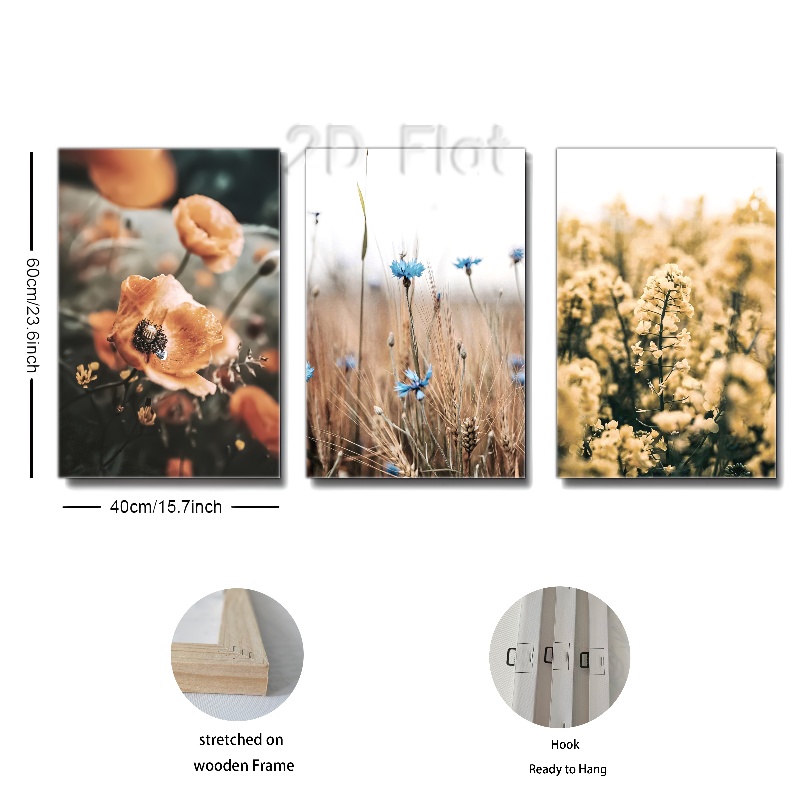 2D Flat
60cm/23.6inch
40cm/15.7inch
stretched on
wooden Frame
Hook
Ready to Hang